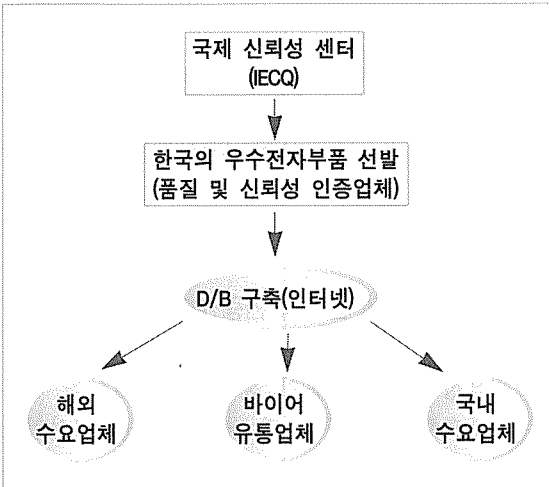 국제 신뢰성 센터
(IECQ)
한국의 우수전자부품 선발
(품질 및 신뢰성 인증업체)
D/B 구축(인터넷)
해외
수요업체
바이어
유통업체
국내
수요업체